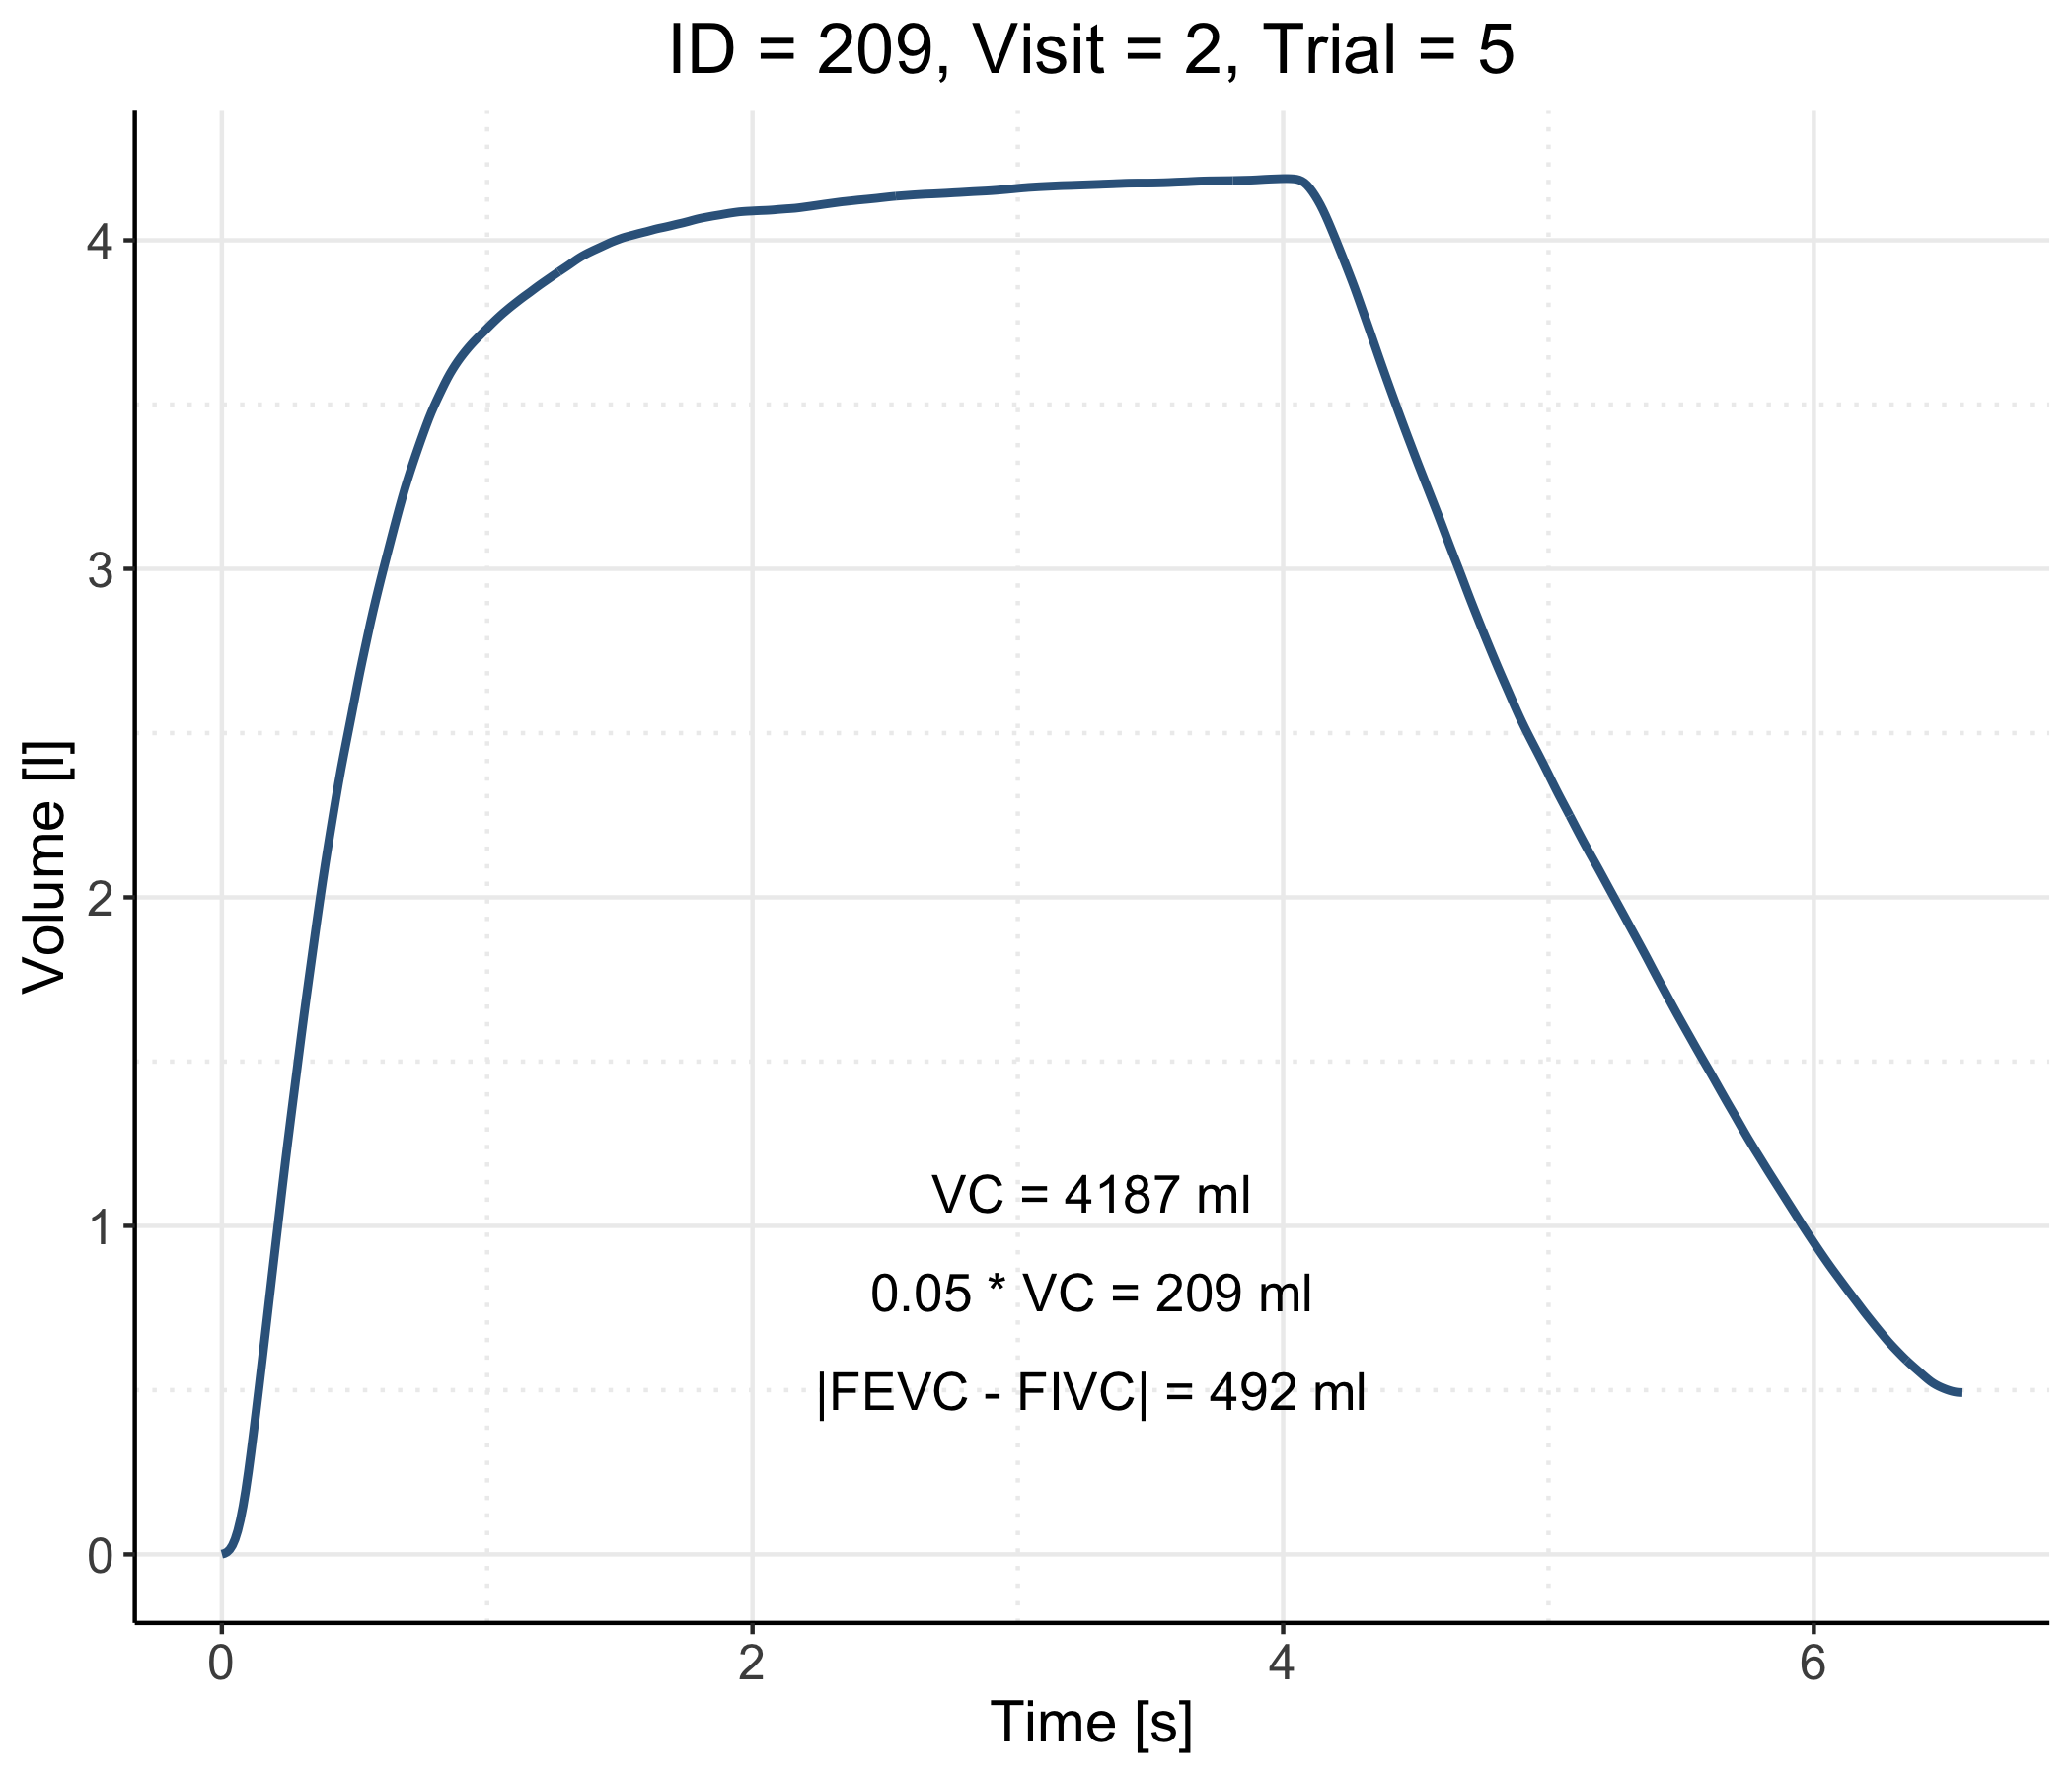 ID = 209, Visit = 2, Trial = 5
Volume [l]
4
3
2
1
0
VC = 4187 ml
0.05 * VC = 209 ml
|FEVC - FIVC| = 492 ml
0 2 4 6
Time [s]